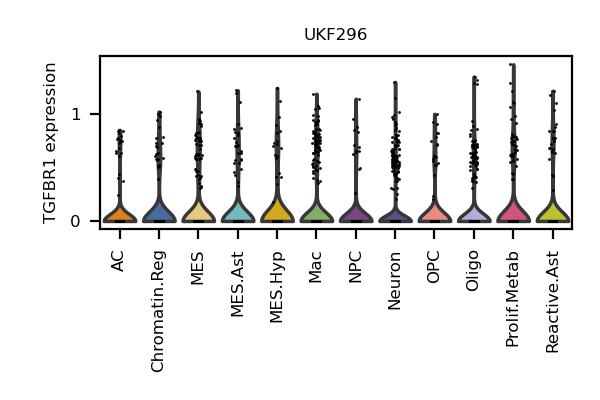 UKF296
TGFBR1 expression
1
0
AC
Chromatin.Reg
MES
MES.Ast
MES.Hyp
Mac
NPC
Neuron
OPC
Oligo
Prolif.Metab
Reactive.Ast